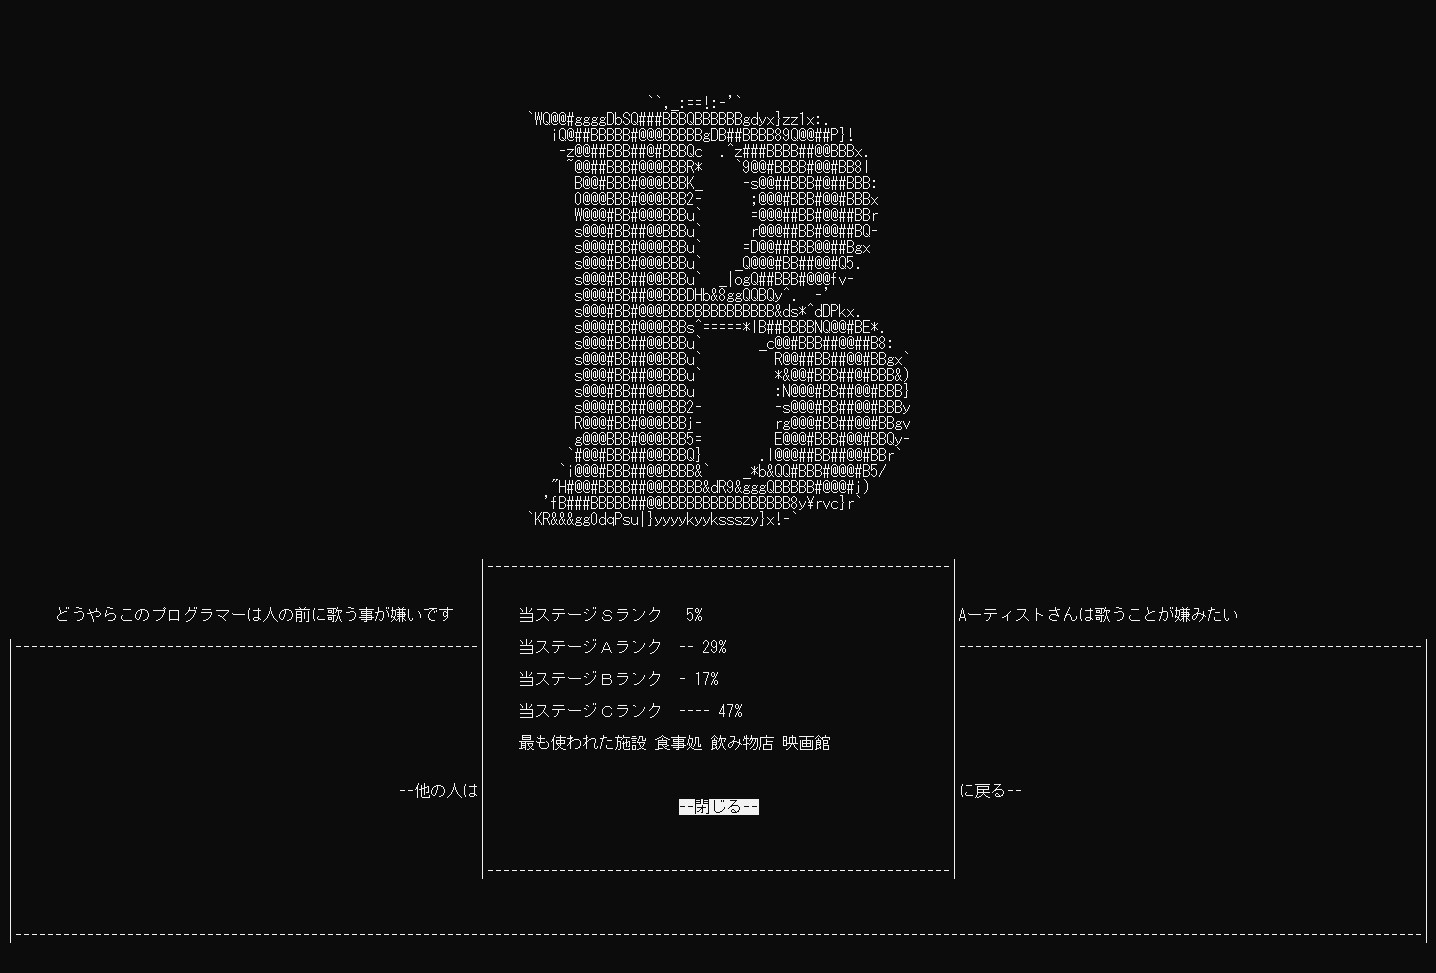 どうやらこのプログラマーは人の前に歌う事が嫌いです
Aーティストさんは歌うことが嫌みたい
当ステージSランク 5%
当ステージAランク -- 29%
当ステージBランク - 17%
当ステージCランク ---- 47%
最も使われた施設 食事処 飲み物店 映画館
--他の人は
に戻る--
--閉じる--